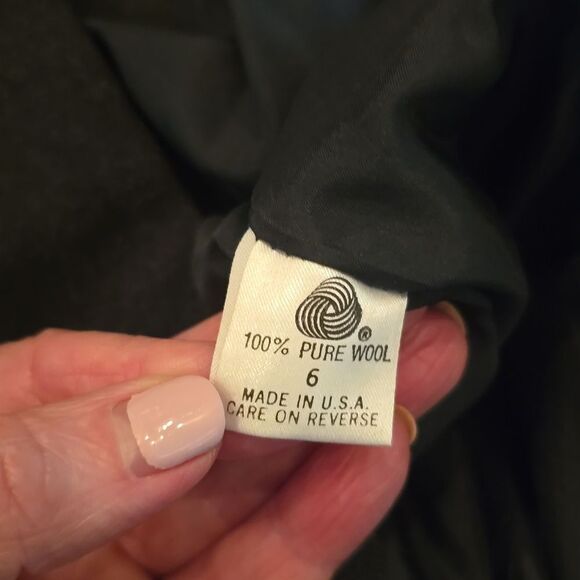 ®
100% PURE WOOL
6
MADE IN U.S.A.
CARE ON REVERSE